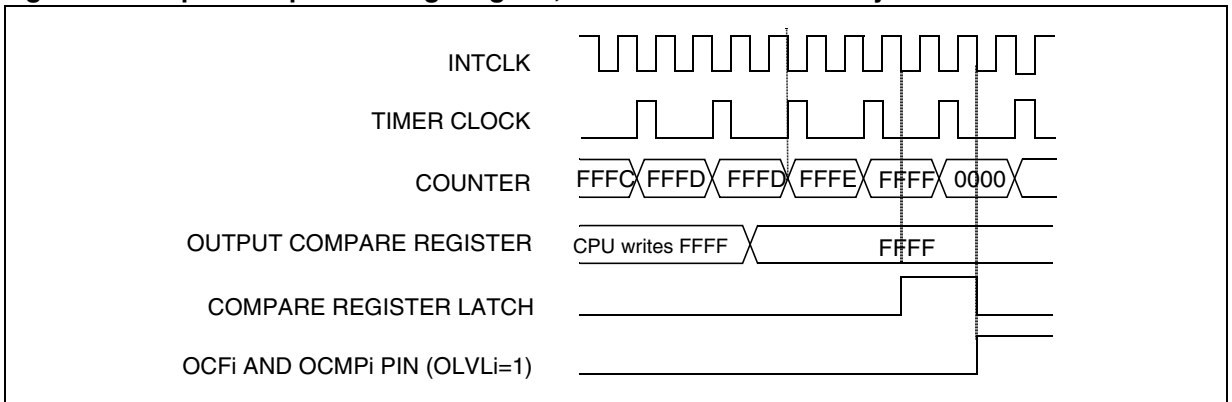 INTCLK
TIMER CLOCK
COUNTER FFFC FFFD FFFD FFFE FFFF 0000
OUTPUT COMPARE REGISTER CPU writes FFFF FFFF
COMPARE REGISTER LATCH
OCFi AND OCMPi PIN (OLVLi=1)